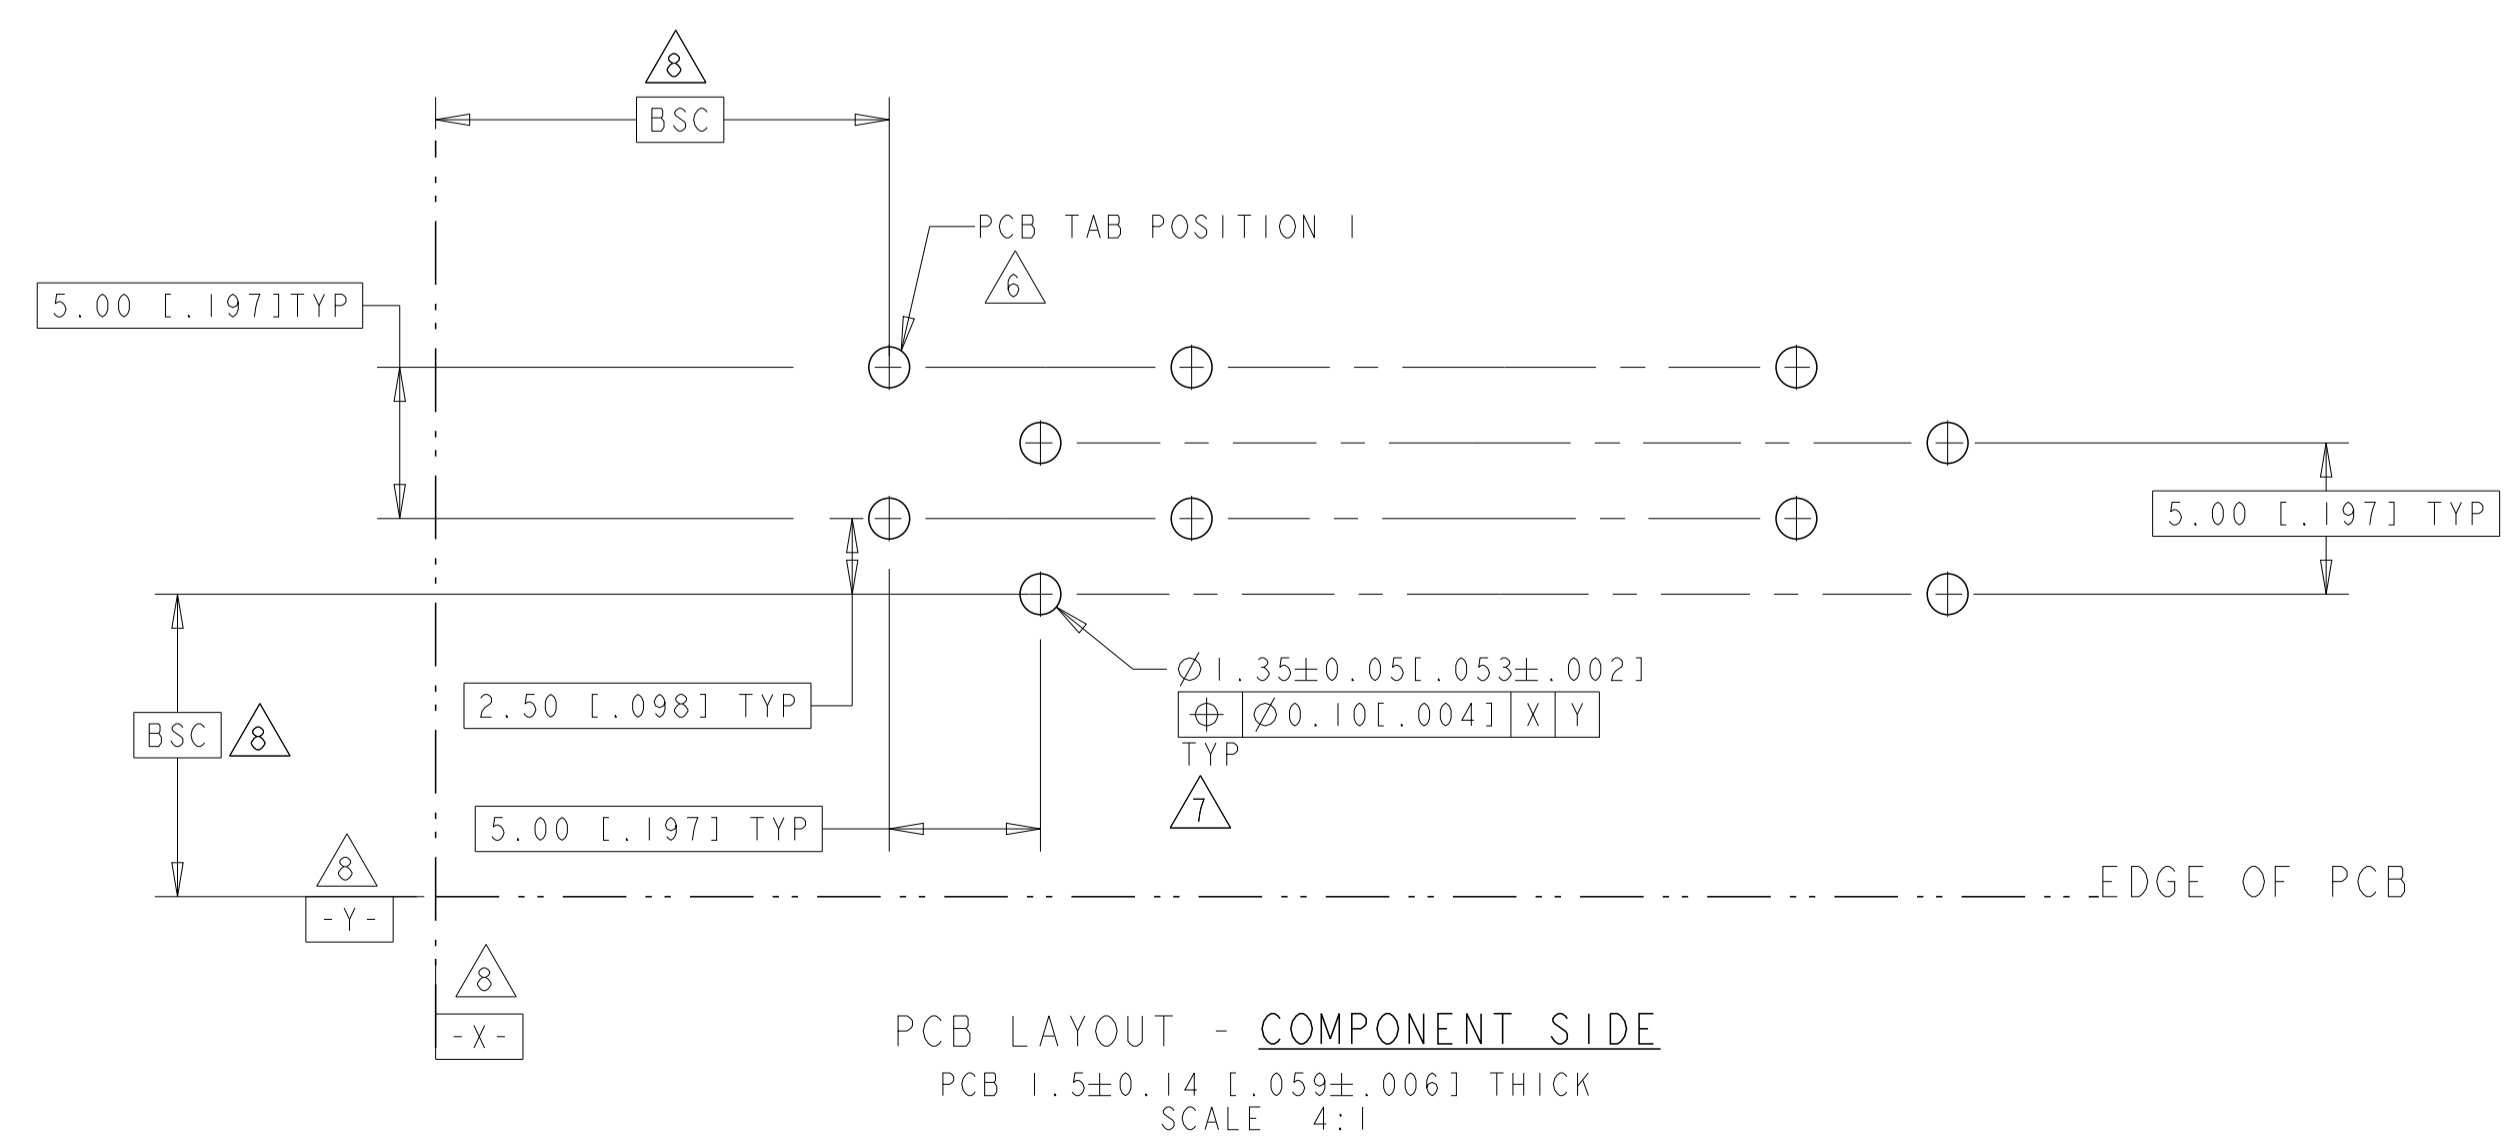 8
BSC
PCB TAB POSITION 1
6
5.00 [.197]TYP
5.00 [.197] TYP
⌀1.35±0.05[.053±.002]
2.50 [.098] TYP
⌖ ⌀0.10[.004] X Y
BSC 8
TYP
7
5.00 [.197] TYP
8
EDGE OF PCB
-Y-
8
-X-
PCB LAYOUT - COMPONENT SIDE
PCB 1.5±0.14 [.059±.006] THICK
SCALE 4:1